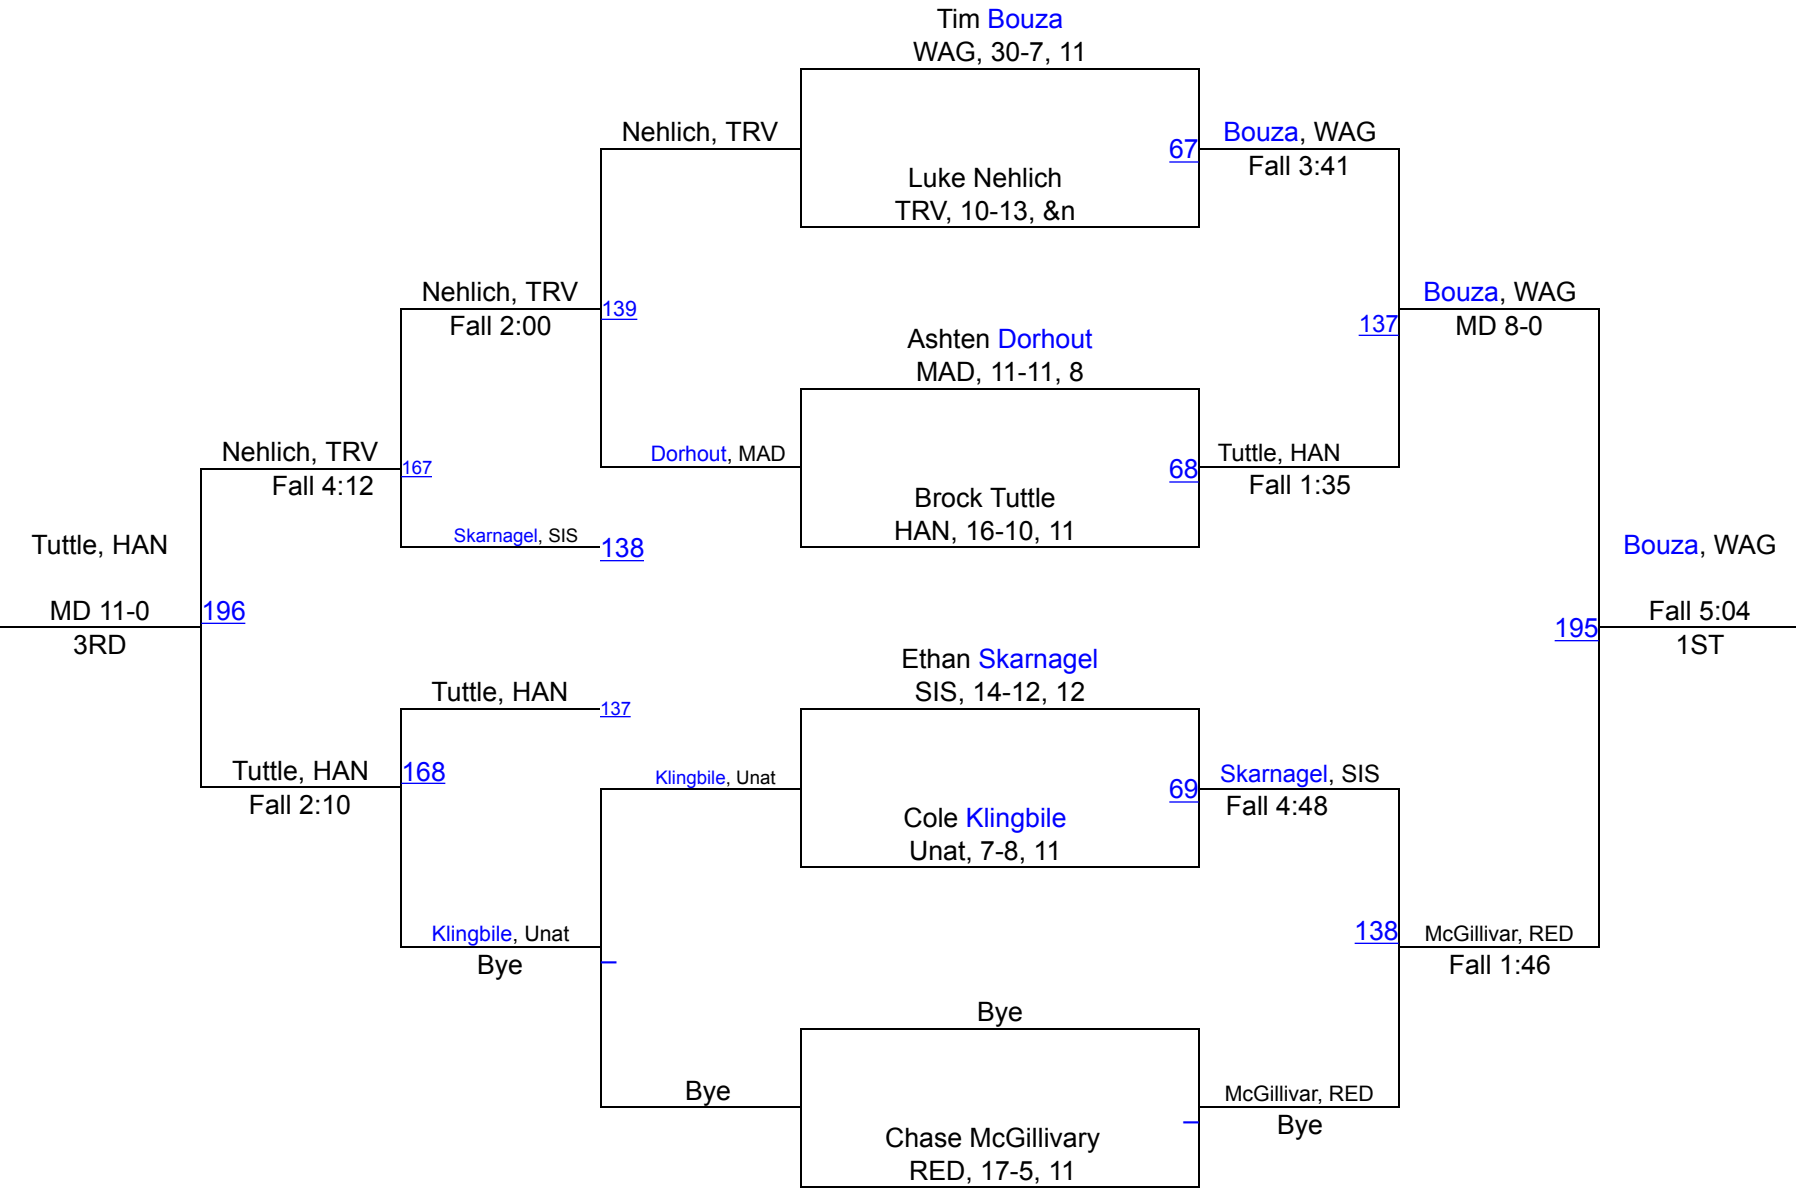 Tim Bouza
WAG, 30-7, 11
Nehlich, TRV
67
Bouza, WAG
Fall 3:41
Luke Nehlich
TRV, 10-13, &n
Nehlich, TRV
Fall 2:00
139
Bouza, WAG
MD 8-0
137
Ashten Dorhout
MAD, 11-11, 8
Nehlich, TRV
Fall 4:12
167
Dorhout, MAD
68
Tuttle, HAN
Fall 1:35
Brock Tuttle
HAN, 16-10, 11
Skarnagel, SIS
138
Tuttle, HAN
MD 11-0
3RD
196
Bouza, WAG
Fall 5:04
1ST
195
Ethan Skarnagel
SIS, 14-12, 12
Tuttle, HAN
137
Tuttle, HAN
Fall 2:10
168
Klingbile, Unat
69
Skarnagel, SIS
Fall 4:48
Cole Klingbile
Unat, 7-8, 11
Klingbile, Unat
Bye
138
McGillivar, RED
Fall 1:46
Bye
Bye
McGillivar, RED
Bye
Chase McGillivary
RED, 17-5, 11